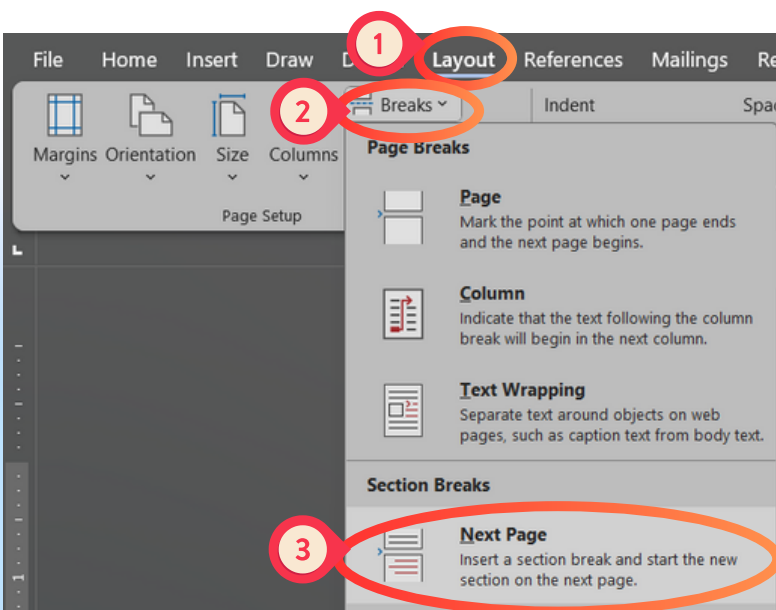 1
File Home Insert Draw Layout References Mailings
2
Breaks Indent
Page Breaks
Margins Orientation Size Columns
Page
Mark the point at which one page ends
and the next page begins.
Page Setup
Column
Indicate that the text following the column
break will begin in the next column.
Text Wrapping
Separate text around objects on web
pages, such as caption text from body text.
Section Breaks
3
Next Page
Insert a section break and start the new
section on the next page.
1